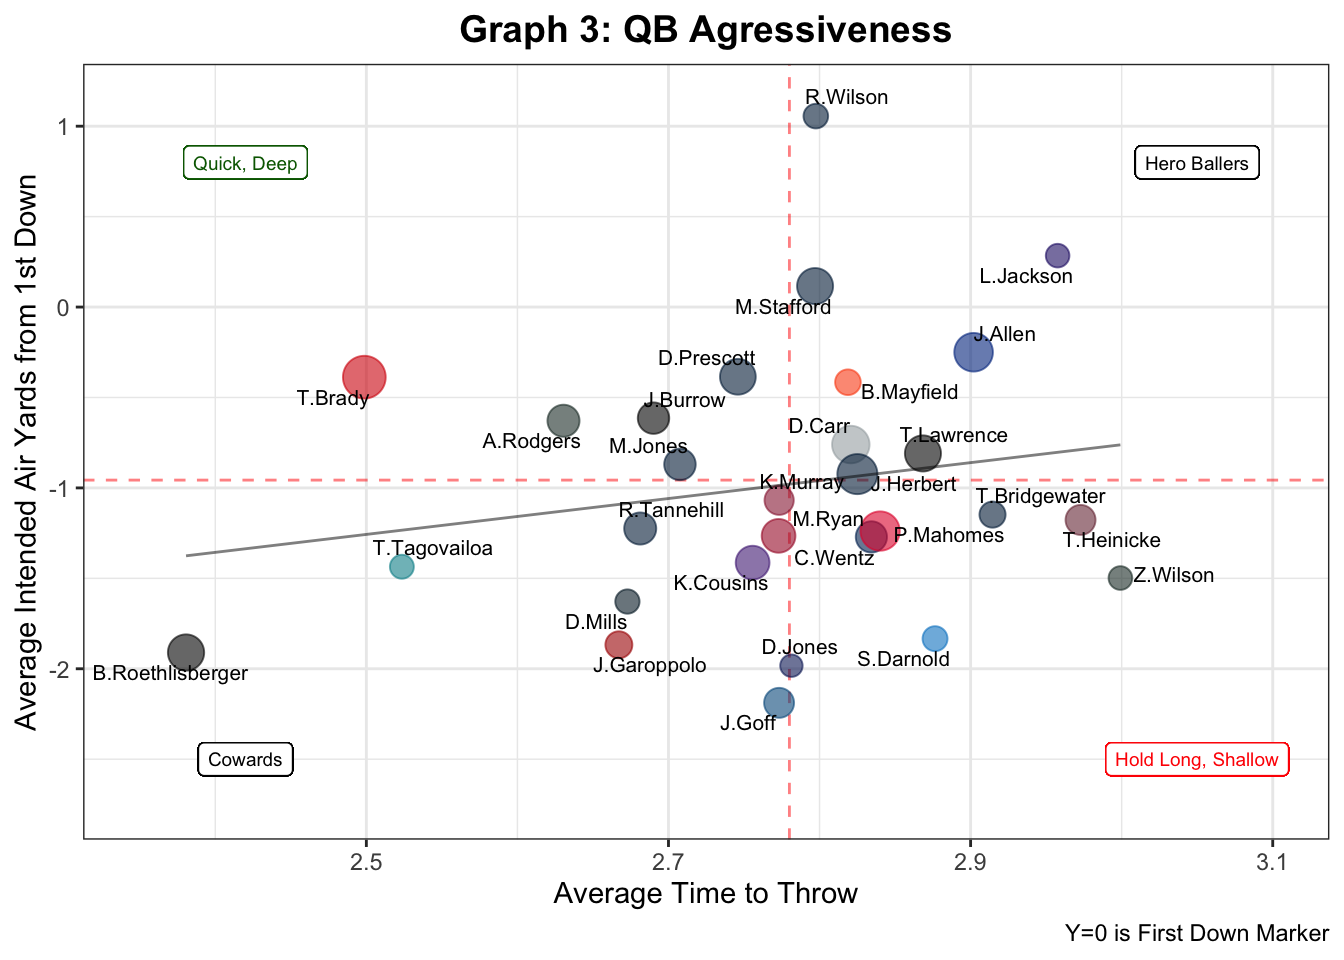 Graph 3: QB Agressiveness
R.Wilson
1
Quick, Deep
Hero Ballers
L.Jackson
M.Stafford
0
J.Allen
D.Prescott
T.Brady
B.Mayfield
J.Burrow
A.Rodgers
M.Jones
D.Carr
T.Lawrence
-1
K.Murray
J.Herbert
T.Bridgewater
R.Tannehill
M.Ryan
P.Mahomes
T.Heinicke
T.Tagovailoa
C.Wentz
K.Cousins
Z.Wilson
D.Mills
J.Garoppolo
D.Jones
S.Darnold
-2
B.Roethlisberger
J.Goff
Cowards
Hold Long, Shallow
Average Intended Air Yards from 1st Down
2.5
2.7
2.9
3.1
Average Time to Throw
Y=0 is First Down Marker